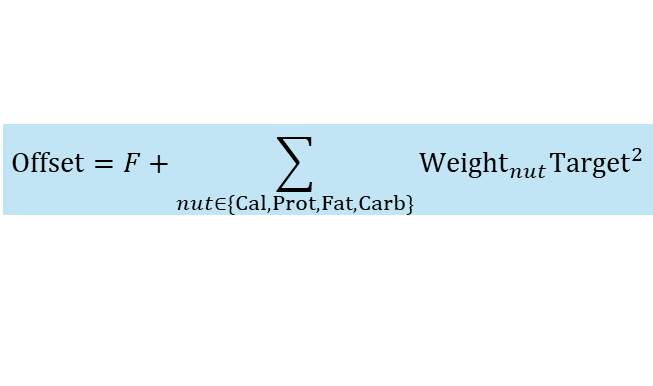 Offset = F + ∑ Weight_nut Target²
nut∈{Cal,Prot,Fat,Carb}